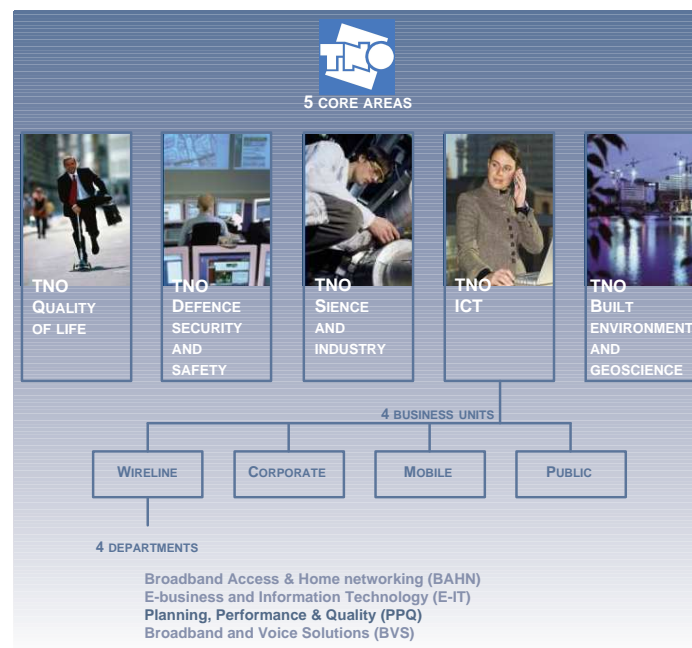 TNO
5 CORE AREAS
TNO
QUALITY
OF LIFE
TNO
DEFENCE
SECURITY
AND
SAFETY
TNO
SIENCE
AND
INDUSTRY
TNO
ICT
TNO
BUILT
ENVIRONMENT
AND
GEOSCIENCE
4 BUSINESS UNITS
WIRELINE
CORPORATE
MOBILE
PUBLIC
4 DEPARTMENTS
Broadband Access & Home networking (BAHN)
E-business and Information Technology (E-IT)
Planning, Performance & Quality (PPQ)
Broadband and Voice Solutions (BVS)